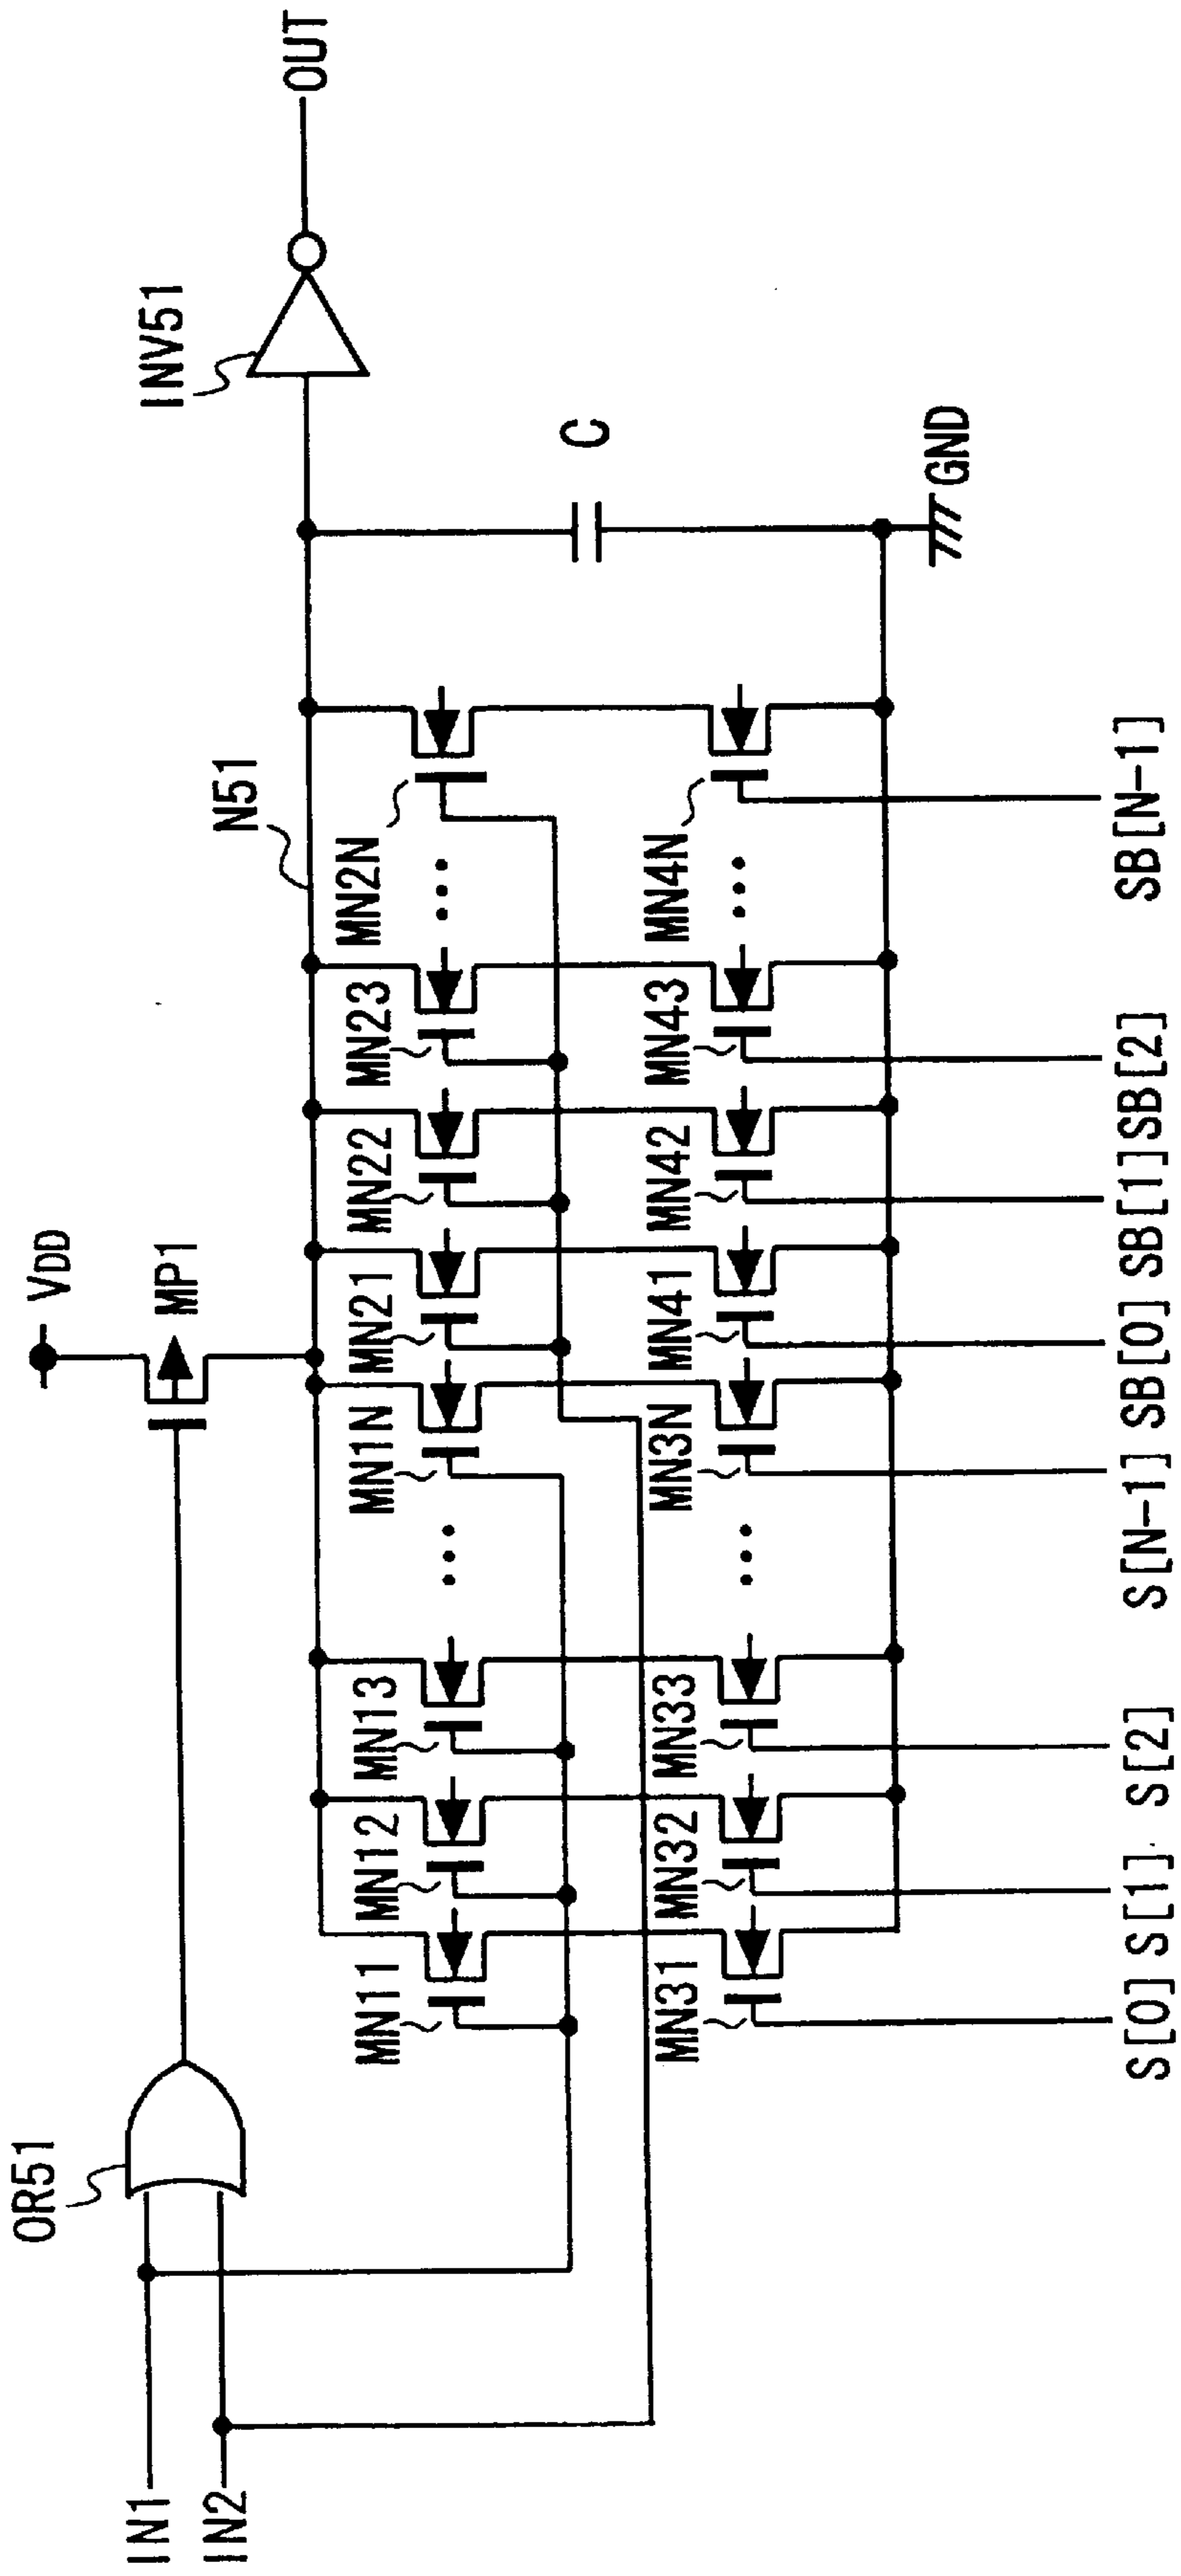 IN1
IN2
OR51
VDD
MP1
N51
INV51
OUT
C
GND
MN11
MN12
MN13
MN1N
MN21
MN22
MN23
MN2N
MN31
MN32
MN33
MN3N
MN41
MN42
MN43
MN4N
S[0] S[1] S[2] S[N-1] SB[0] SB[1] SB[2] SB[N-1]